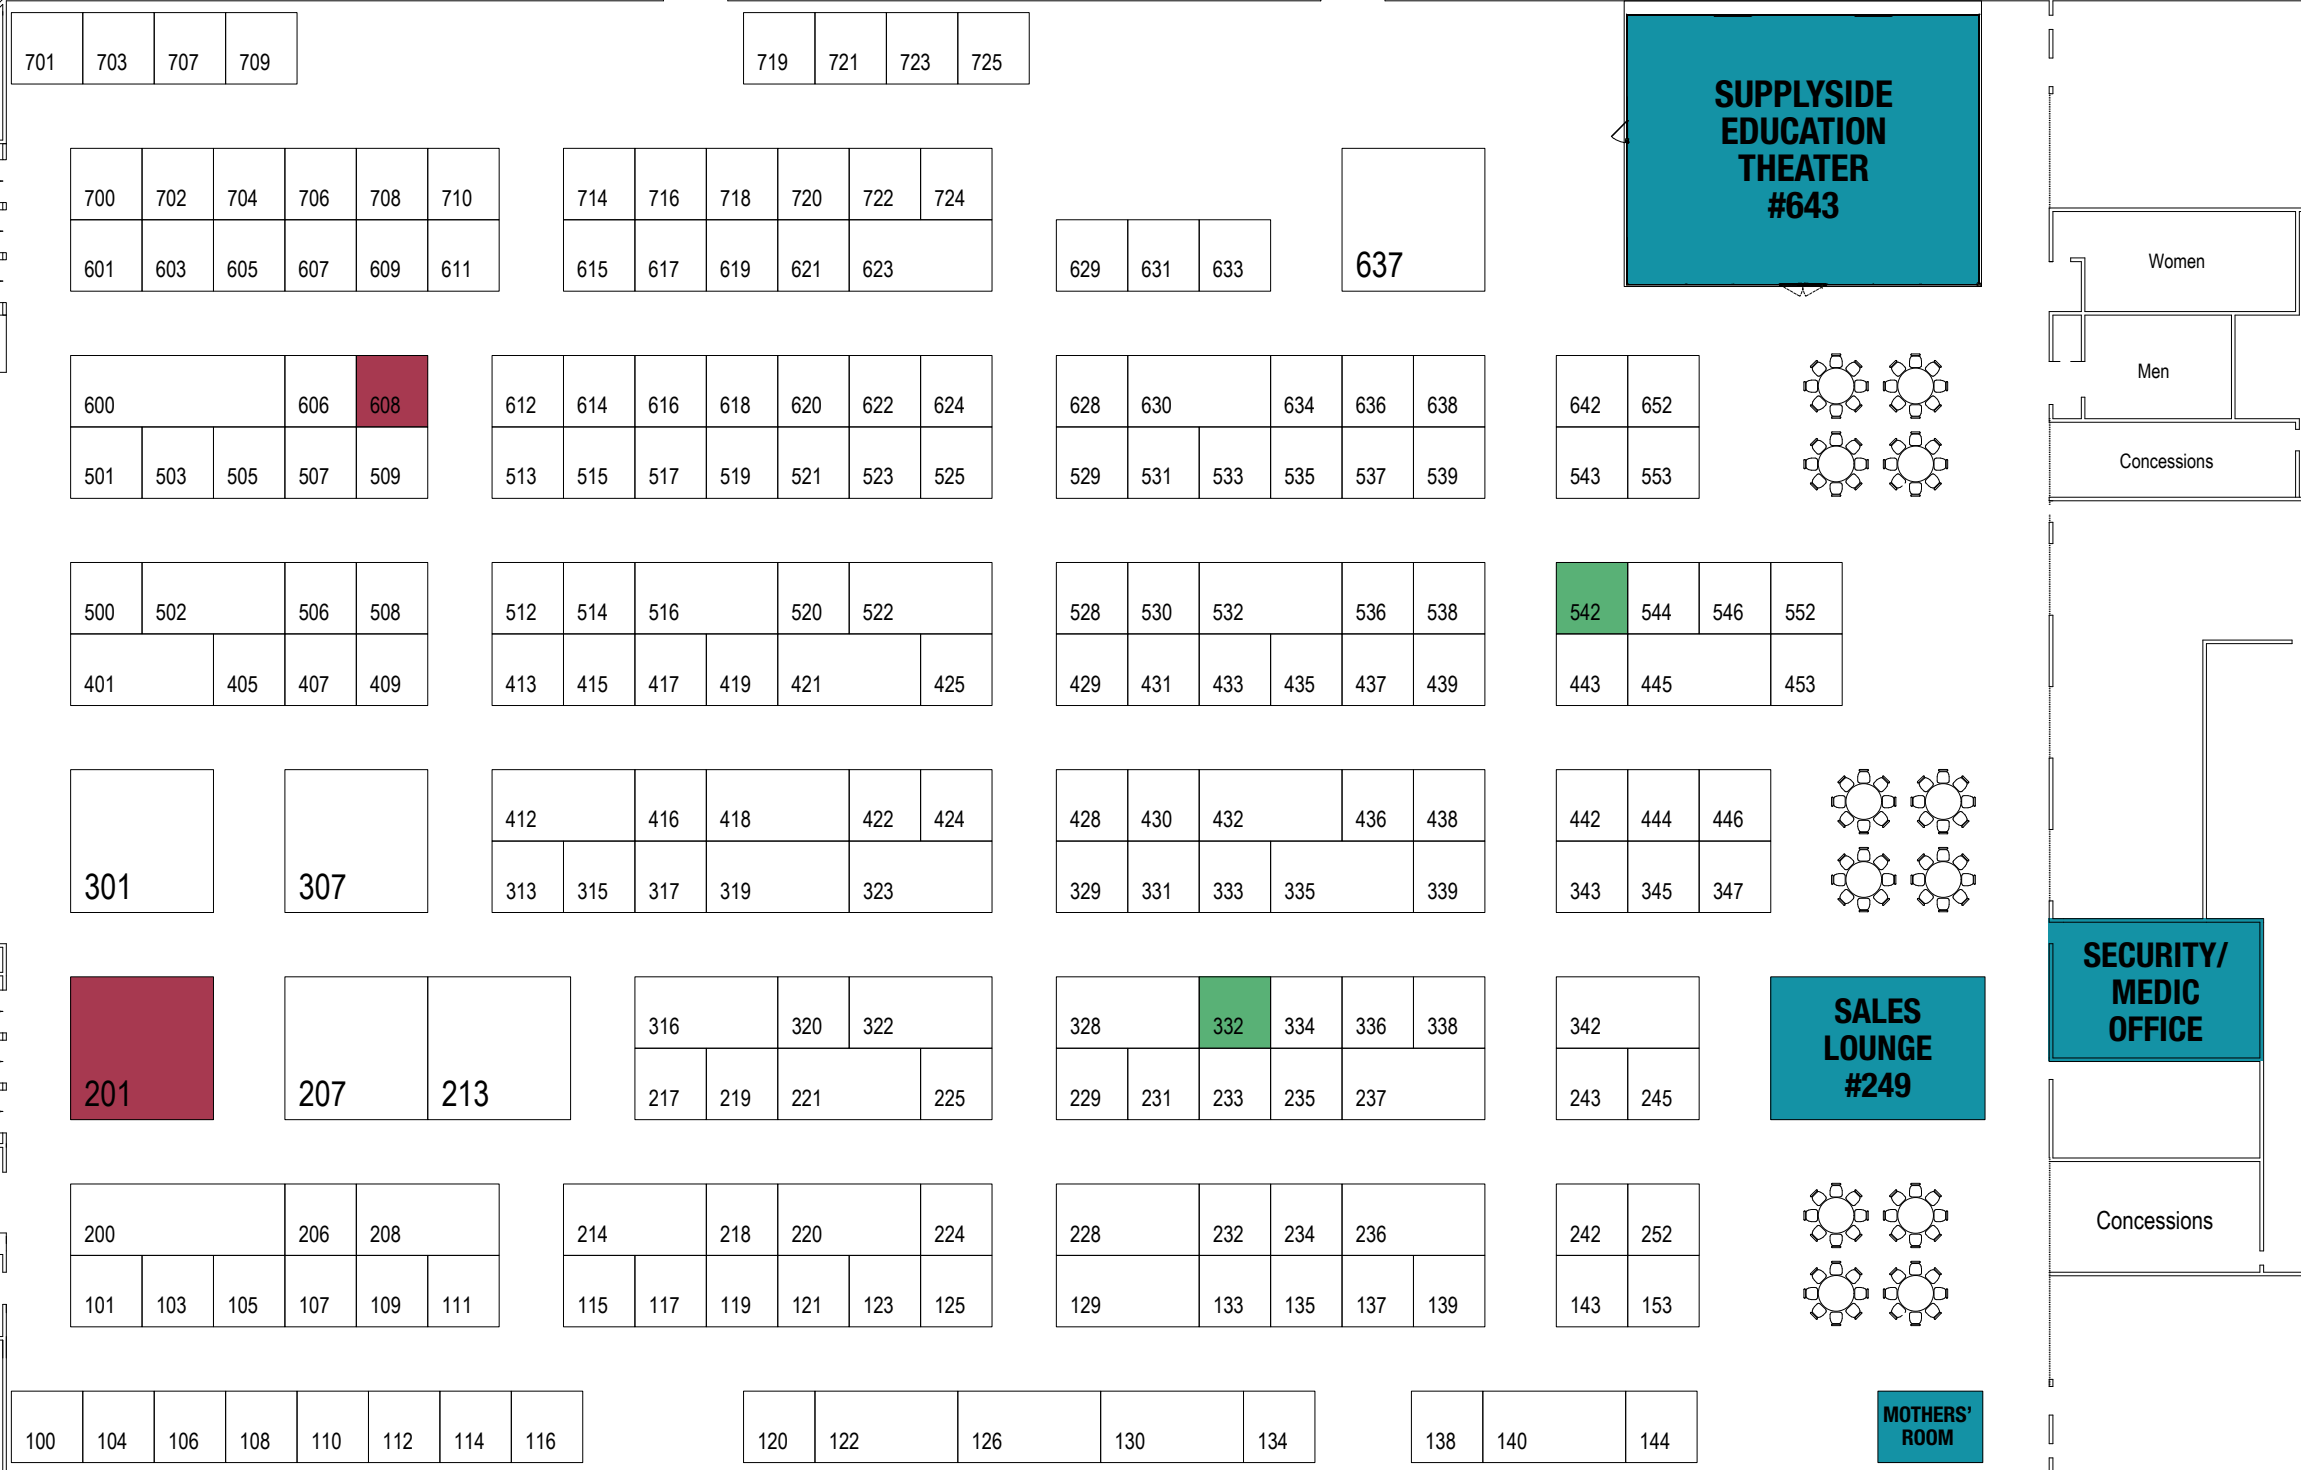 701 703 707 709 719 721 723 725
SUPPLYSIDE
EDUCATION
THEATER
#643
700 702 704 706 708 710 714 716 718 720 722 724
601 603 605 607 609 611 615 617 619 621 623 629 631 633 637
Women
Men
600 606 608 612 614 616 618 620 622 624 628 630 634 636 638 642 652
Concessions
501 503 505 507 509 513 515 517 519 521 523 525 529 531 533 535 537 539 543 553
500 502 506 508 512 514 516 520 522 528 530 532 536 538 542 544 546 552
401 405 407 409 413 415 417 419 421 425 429 431 433 435 437 439 443 445 453
412 416 418 422 424 428 430 432 436 438 442 444 446
301 307 313 315 317 319 323 329 331 333 335 339 343 345 347
SECURITY/
MEDIC
OFFICE
316 320 322 328 332 334 336 338 342
SALES
LOUNGE
#249
201 207 213 217 219 221 225 229 231 233 235 237 243 245
200 206 208 214 218 220 224 228 232 234 236 242 252
Concessions
101 103 105 107 109 111 115 117 119 121 123 125 129 133 135 137 139 143 153
100 104 106 108 110 112 114 116 120 122 126 130 134 138 140 144
MOTHERS'
ROOM